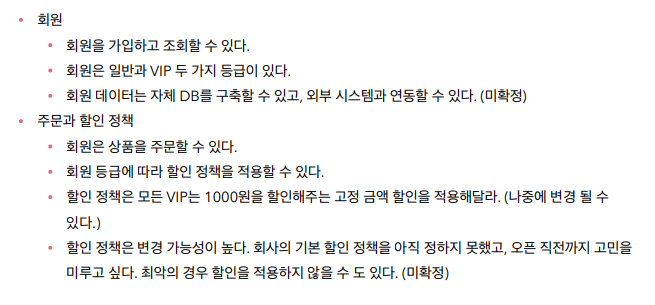 • 회원
• 회원을 가입하고 조회할 수 있다.
• 회원은 일반과 VIP 두 가지 등급이 있다.
• 회원 데이터는 자체 DB를 구축할 수 있고, 외부 시스템과 연동할 수 있다. (미확정)
• 주문과 할인 정책
• 회원은 상품을 주문할 수 있다.
• 회원 등급에 따라 할인 정책을 적용할 수 있다.
• 할인 정책은 모든 VIP는 1000원을 할인해주는 고정 금액 할인을 적용해달라. (나중에 변경 될 수
있다.)
• 할인 정책은 변경 가능성이 높다. 회사의 기본 할인 정책을 아직 정하지 못했고, 오픈 직전까지 고민을
미루고 싶다. 최악의 경우 할인을 적용하지 않을 수 도 있다. (미확정)